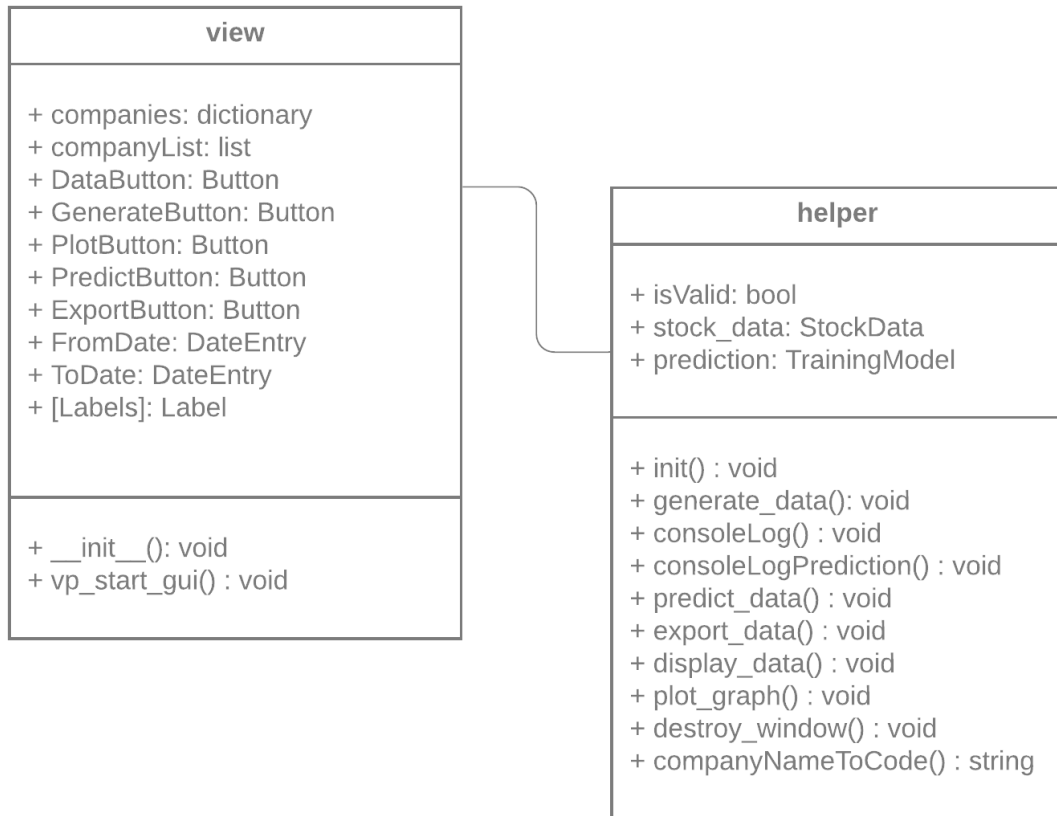 view
+ companies: dictionary
+ companyList: list
+ DataButton: Button
+ GenerateButton: Button
+ PlotButton: Button
+ PredictButton: Button
+ ExportButton: Button
+ FromDate: DateEntry
+ ToDate: DateEntry
+ [Labels]: Label
+ __init__(): void
+ vp_start_gui() : void
helper
+ isValid: bool
+ stock_data: StockData
+ prediction: TrainingModel
+ init() : void
+ generate_data(): void
+ consoleLog() : void
+ consoleLogPrediction() : void
+ predict_data() : void
+ export_data() : void
+ display_data() : void
+ plot_graph() : void
+ destroy_window() : void
+ companyNameToCode() : string